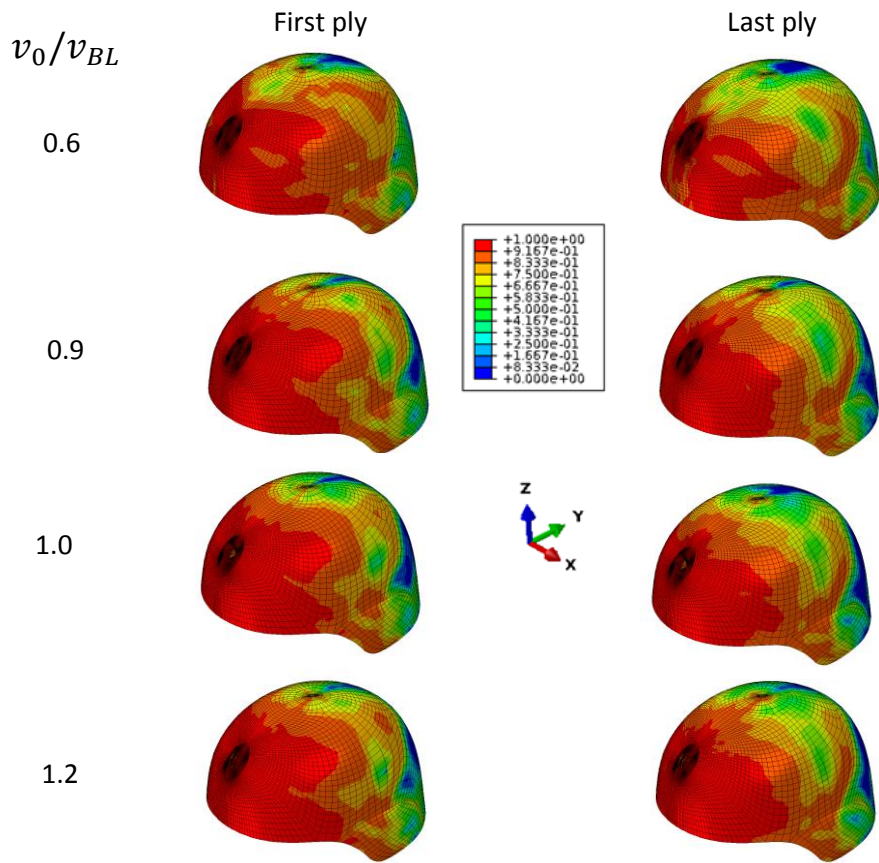 First ply
Last ply
v₀/v_BL
0.6
+1.000e+00
+9.167e-01
+8.333e-01
+7.500e-01
+6.667e-01
+5.833e-01
+5.000e-01
+4.167e-01
+3.333e-01
+2.500e-01
+1.667e-01
+8.333e-02
+0.000e+00
0.9
Z
Y
X
1.0
1.2